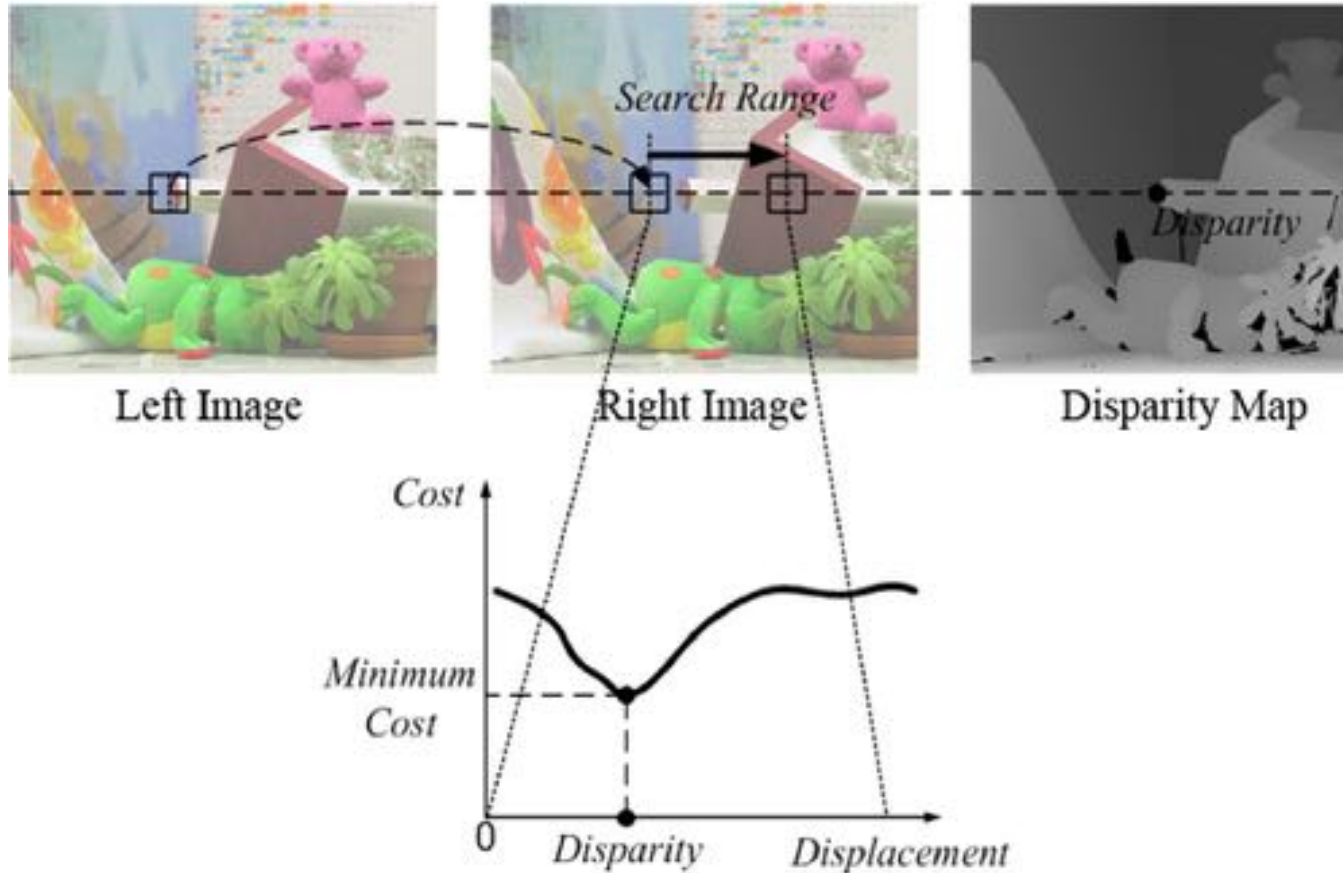 Search Range
Disparity
Left Image
Right Image
Disparity Map
Cost
Minimum
Cost
0
Disparity
Displacement